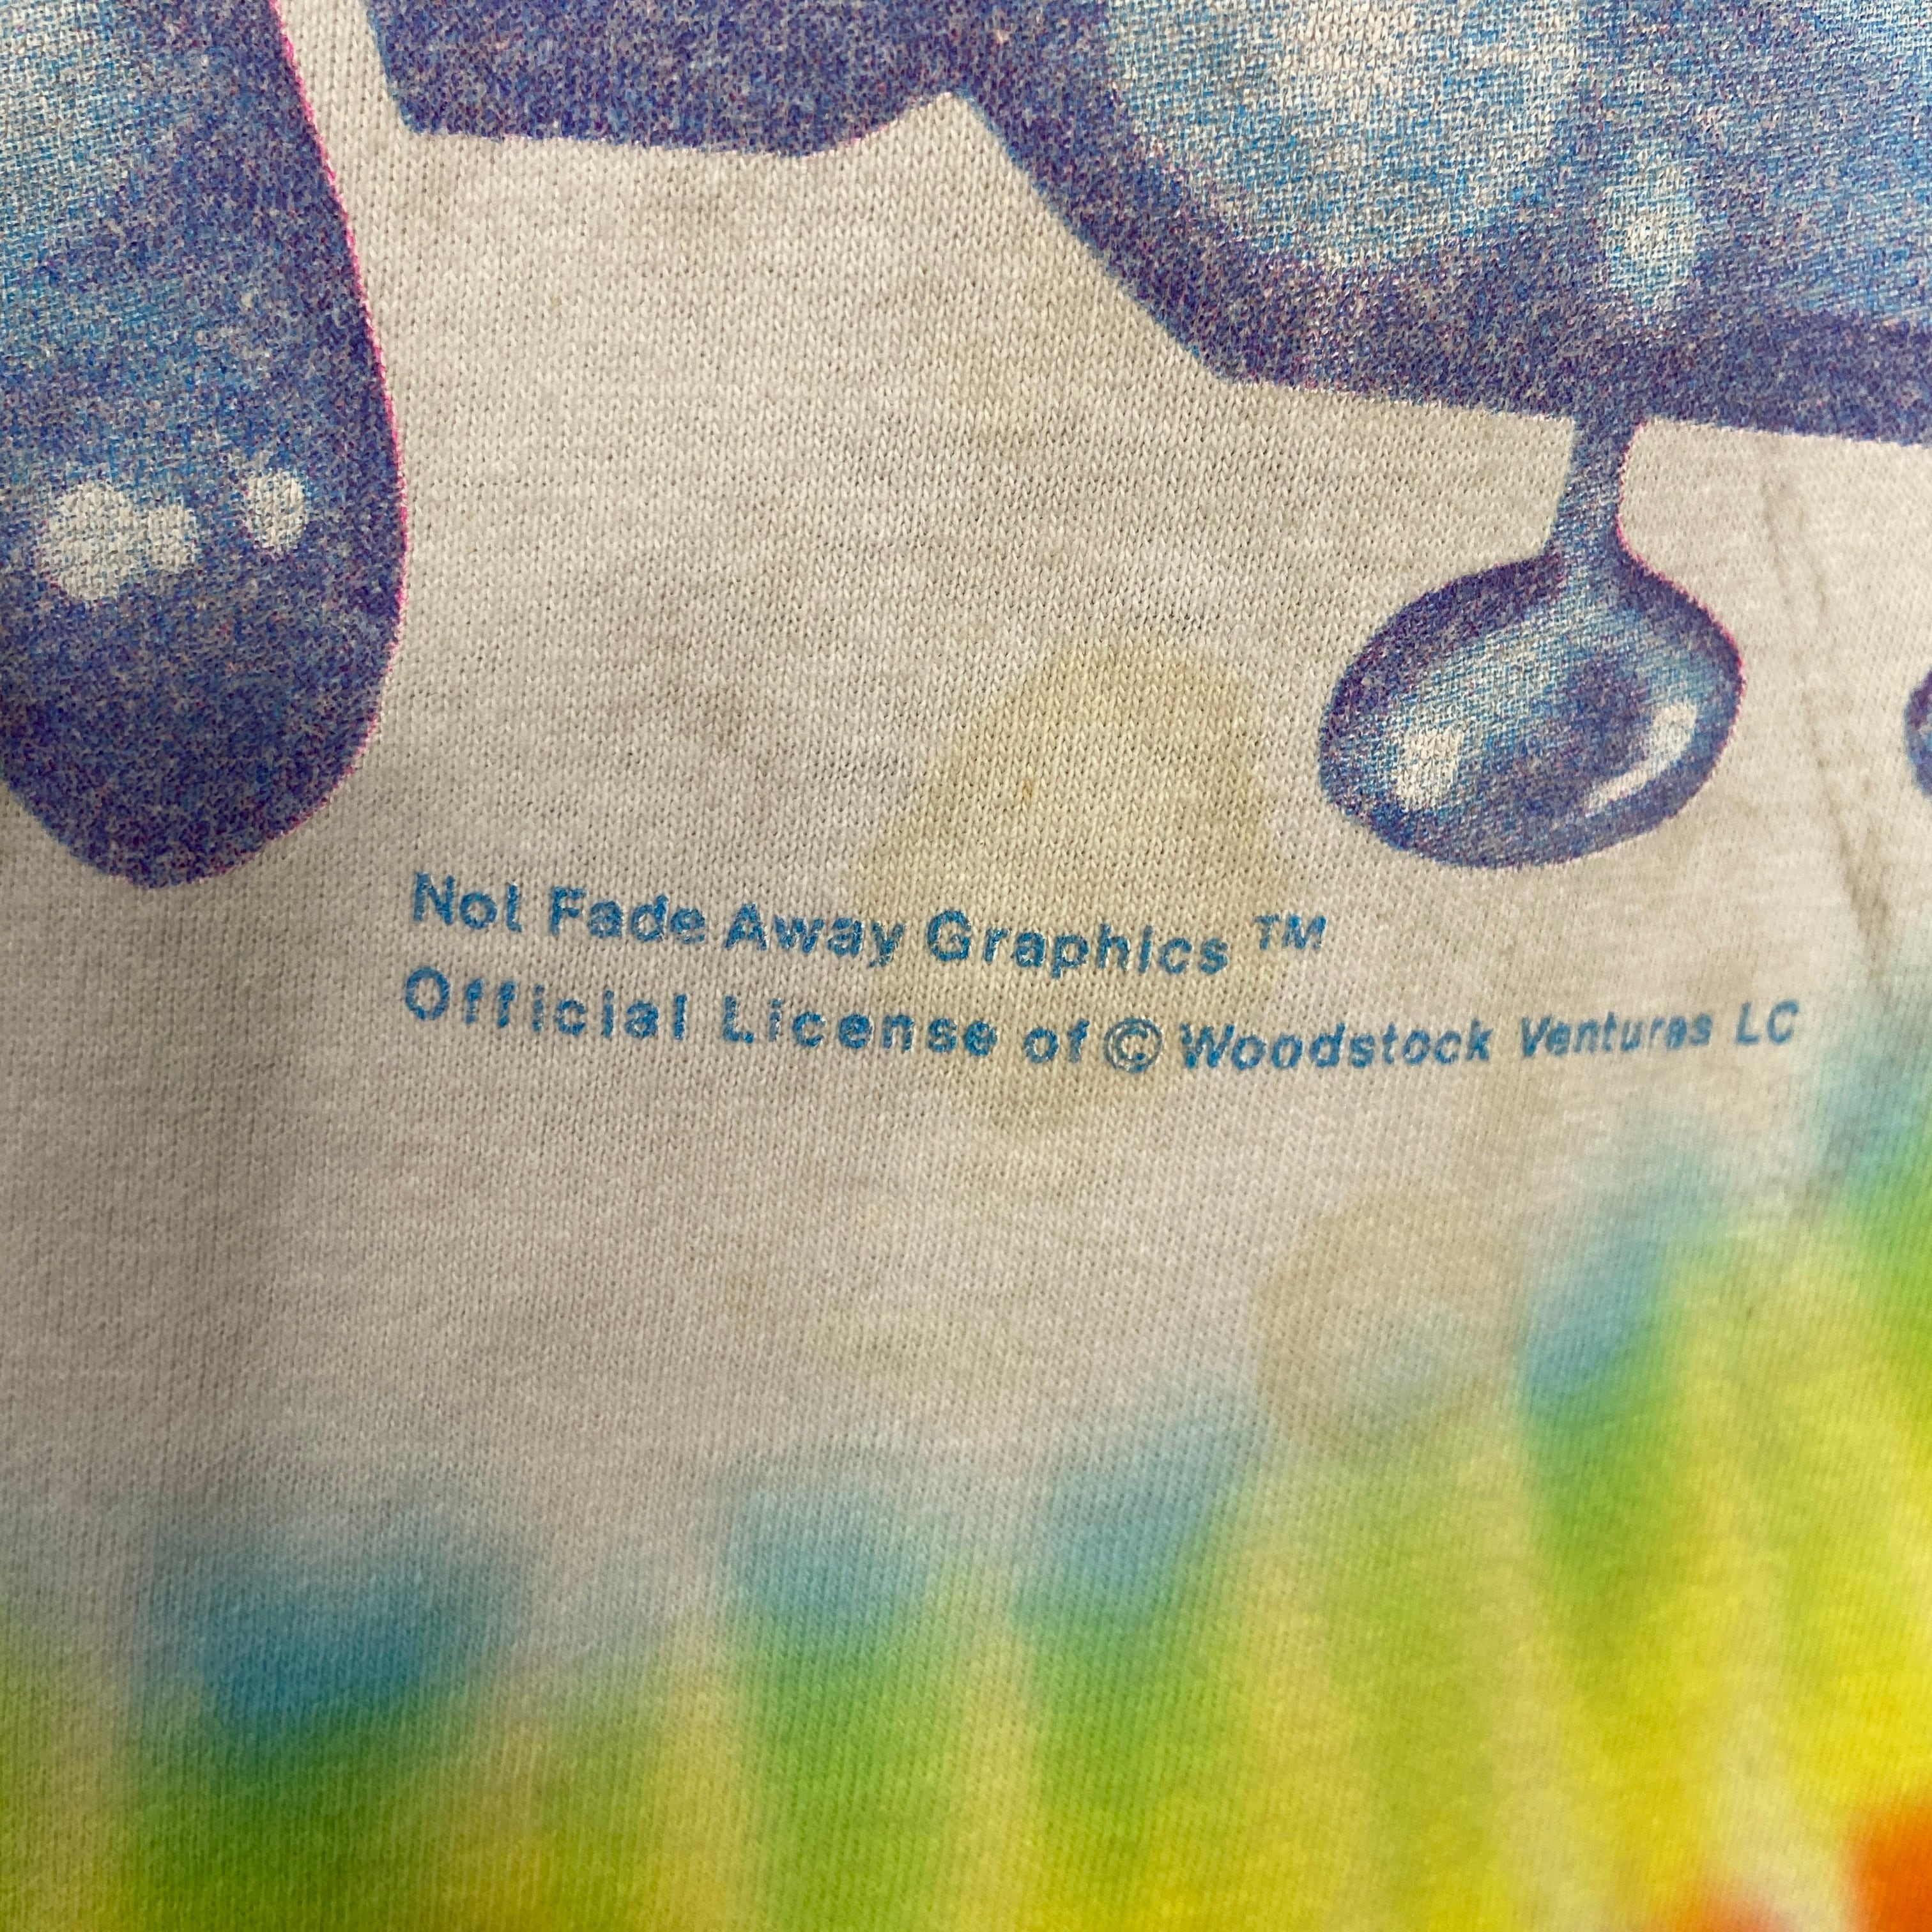 Not Fade Away Graphics ™
Official License of © Woodstock Ventures LC